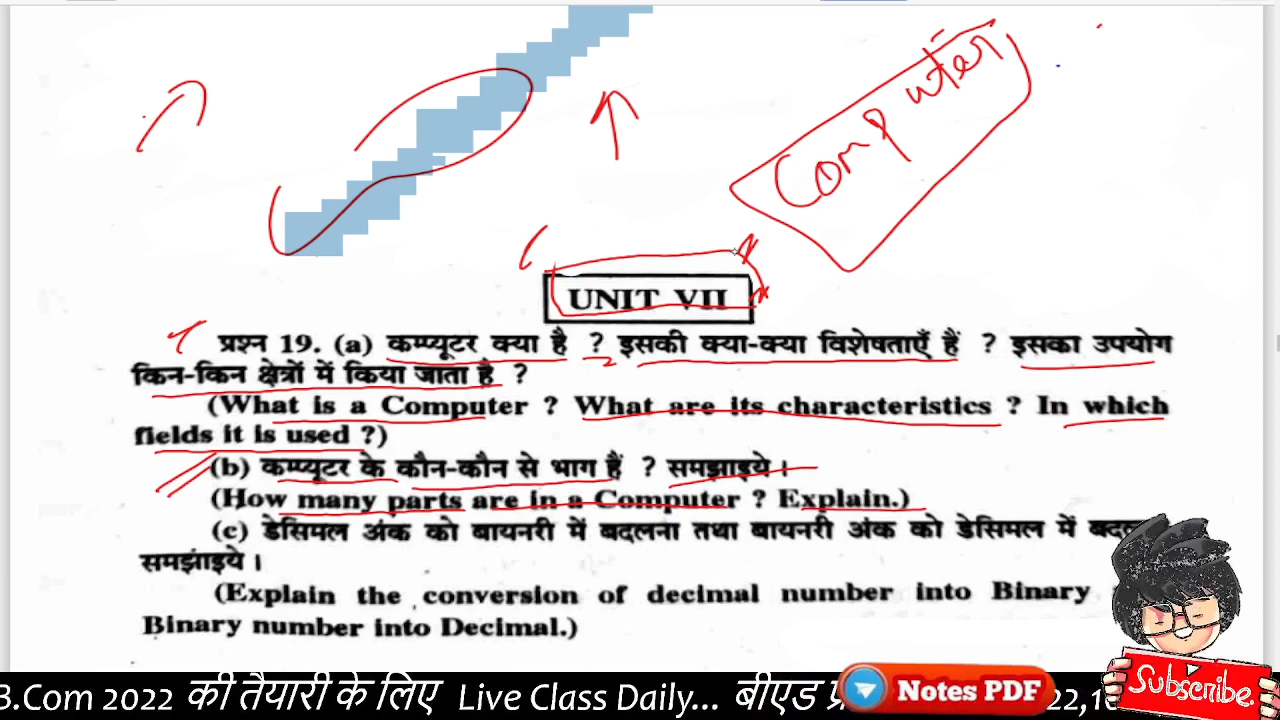 Computer
UNIT VII
प्रश्न 19. (a) कम्प्यूटर क्या है ? इसकी क्या-क्या विशेषताएँ हैं ? इसका उपयोग
किन-किन क्षेत्रों में किया जाता है ?
(What is a Computer ? What are its characteristics ? In which
fields it is used ?)
(b) कम्प्यूटर के कौन-कौन से भाग हैं ? समझाइये।
(How many parts are in a Computer ? Explain.)
(c) डेसिमल अंक को बायनरी में बदलना तथा बायनरी अंक को डेसिमल में
समझाइये।
(Explain the conversion of decimal number into Binary
Binary number into Decimal.)
Subscribe
B.Com 2022 की तैयारी के लिए Live Class Daily... बीएड Notes PDF